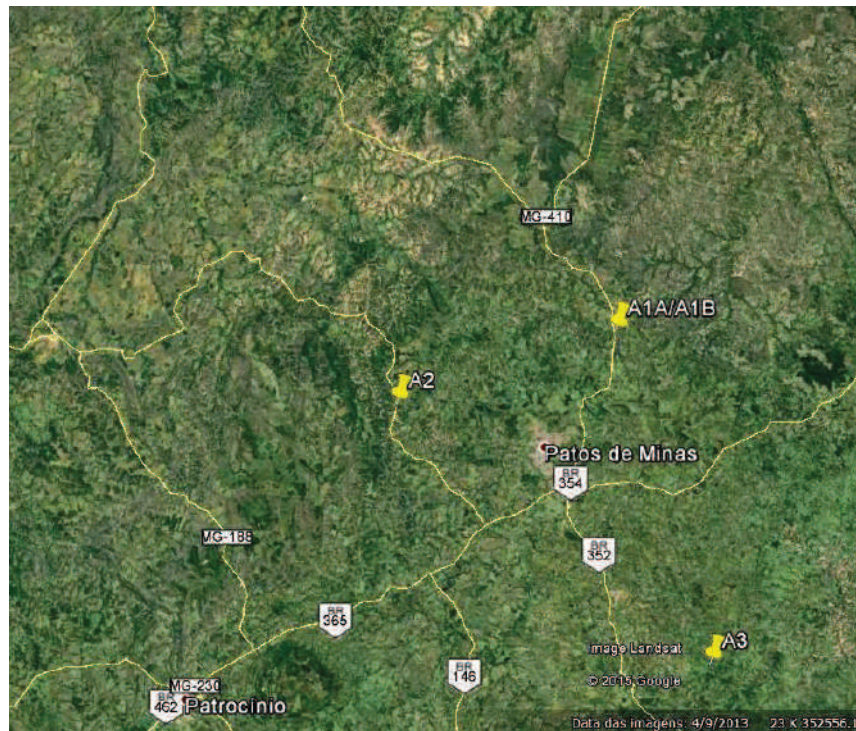 MG-410
A1A/A1B
A2
Patos de Minas
BR
354
MG-188
BR
352
BR
365
Image Landsat
A3
BR
146
© 2015 Google
MG-230
BR
462
Patrocínio
Data das imagens: 4/9/2013 23 K 352556.1